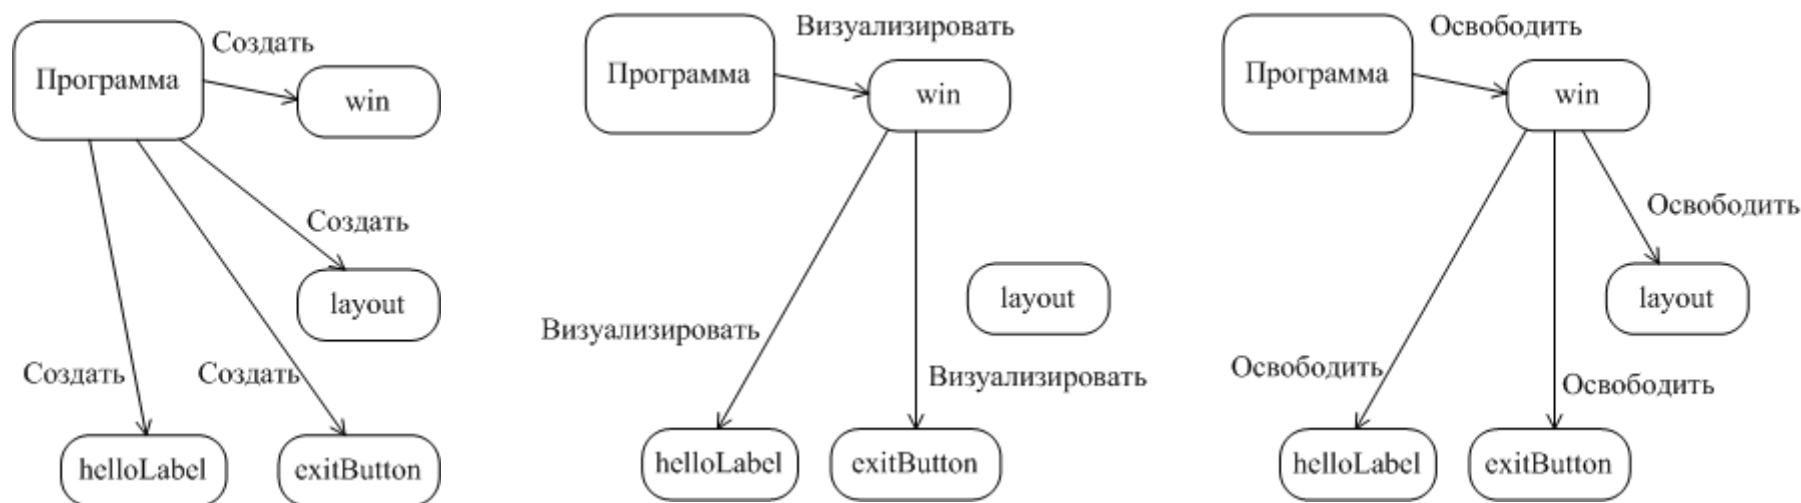 Создать
Программа
win
Создать
layout
Создать
Создать
helloLabel
exitButton
Визуализировать
Программа
win
layout
Визуализировать
Визуализировать
helloLabel
exitButton
Освободить
Программа
win
Освободить
layout
Освободить
Освободить
helloLabel
exitButton